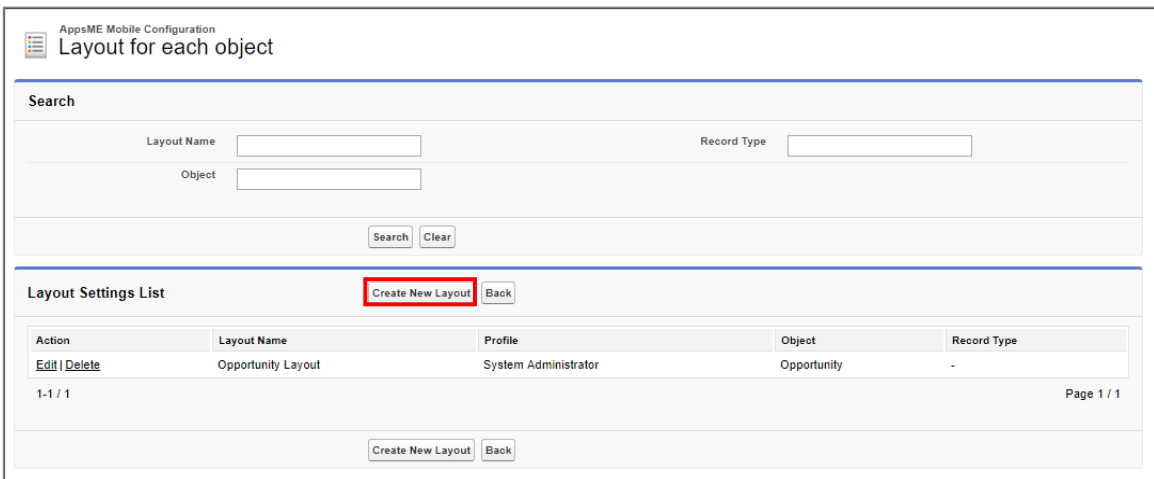 AppsME Mobile Configuration
Layout for each object
Search
Layout Name Record Type
Object
Search Clear
Layout Settings List Create New Layout Back
Action Layout Name Profile Object Record Type
Edit | Delete Opportunity Layout System Administrator Opportunity -
1-1 / 1 Page 1 / 1
Create New Layout Back